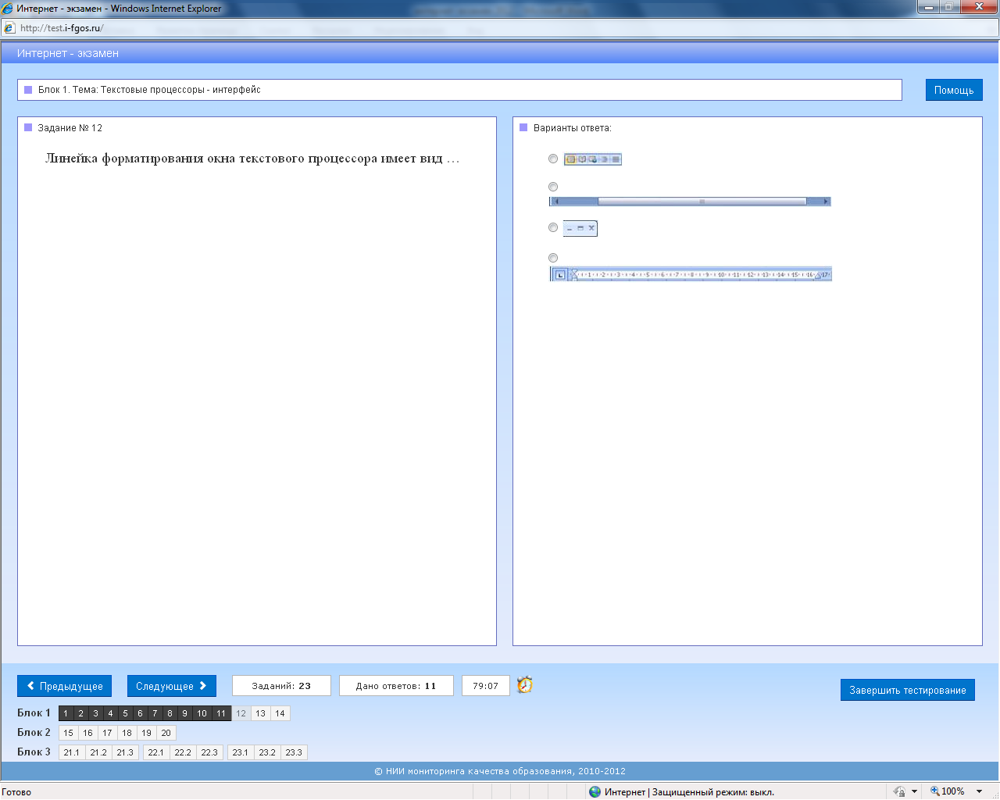 Интернет - экзамен - Windows Internet Explorer
http://test.i-fgos.ru/
Интернет - экзамен
Блок 1. Тема: Текстовые процессоры - интерфейс
Помощь
Задание № 12
Линейка форматирования окна текстового процессора имеет вид …
Варианты ответа:
1 2 3 4 5 6 7 8 9 10 11 12 13 14 15 16 17
Предыдущее
Следующее
Заданий: 23
Дано ответов: 11
79:07
Завершить тестирование
Блок 1 1 2 3 4 5 6 7 8 9 10 11 12 13 14
Блок 2 15 16 17 18 19 20
Блок 3 21.1 21.2 21.3 22.1 22.2 22.3 23.1 23.2 23.3
© НИИ мониторинга качества образования, 2010-2012
Готово
Интернет | Защищенный режим: выкл.
100%